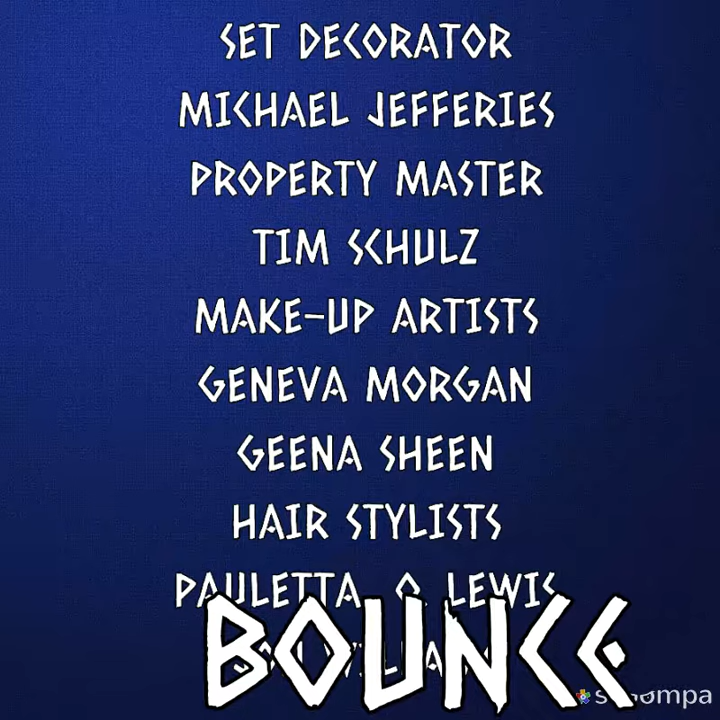 SET DECORATOR
MICHAEL JEFFERIES
PROPERTY MASTER
TIM SCHULZ
MAKE-UP ARTISTS
GENEVA MORGAN
GEENA SHEEN
HAIR STYLISTS
PAULETTA O. LEWIS
BOUNCE